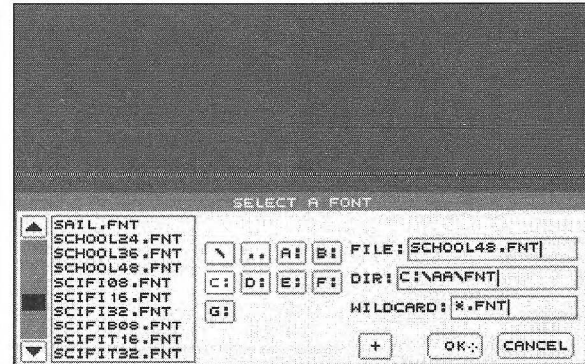 SELECT A FONT
SAIL.FNT
SCHOOL24.FNT
SCHOOL36.FNT
SCHOOL48.FNT
SCIFI08.FNT
SCIFI16.FNT
SCIFI32.FNT
SCIFIB08.FNT
SCIFIT16.FNT
SCIFIT32.FNT
\ .. A: B:
C: D: E: F:
G:
FILE: SCHOOL48.FNT
DIR: C:\AA\FNT
WILDCARD: *.FNT
+ OK CANCEL